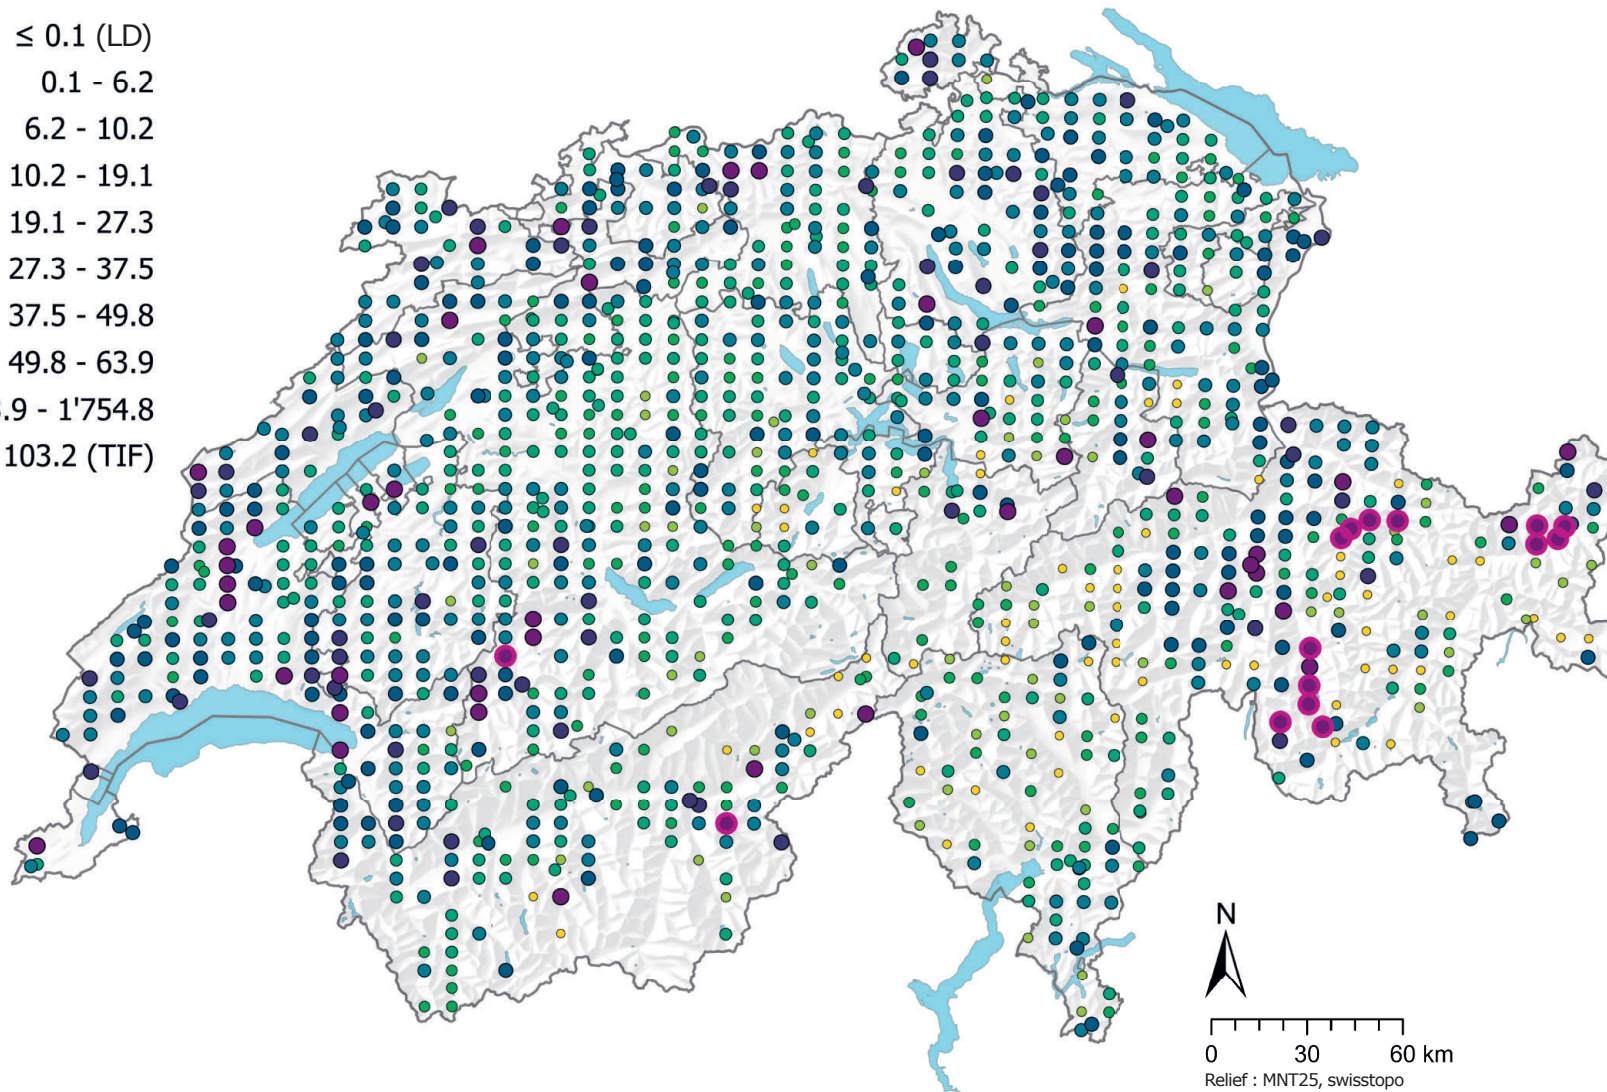 ≤ 0.1 (LD)
0.1 - 6.2
6.2 - 10.2
10.2 - 19.1
19.1 - 27.3
27.3 - 37.5
37.5 - 49.8
49.8 - 63.9
.9 - 1'754.8
103.2 (TIF)
N
0 30 60 km
Relief : MNT25, swisstopo